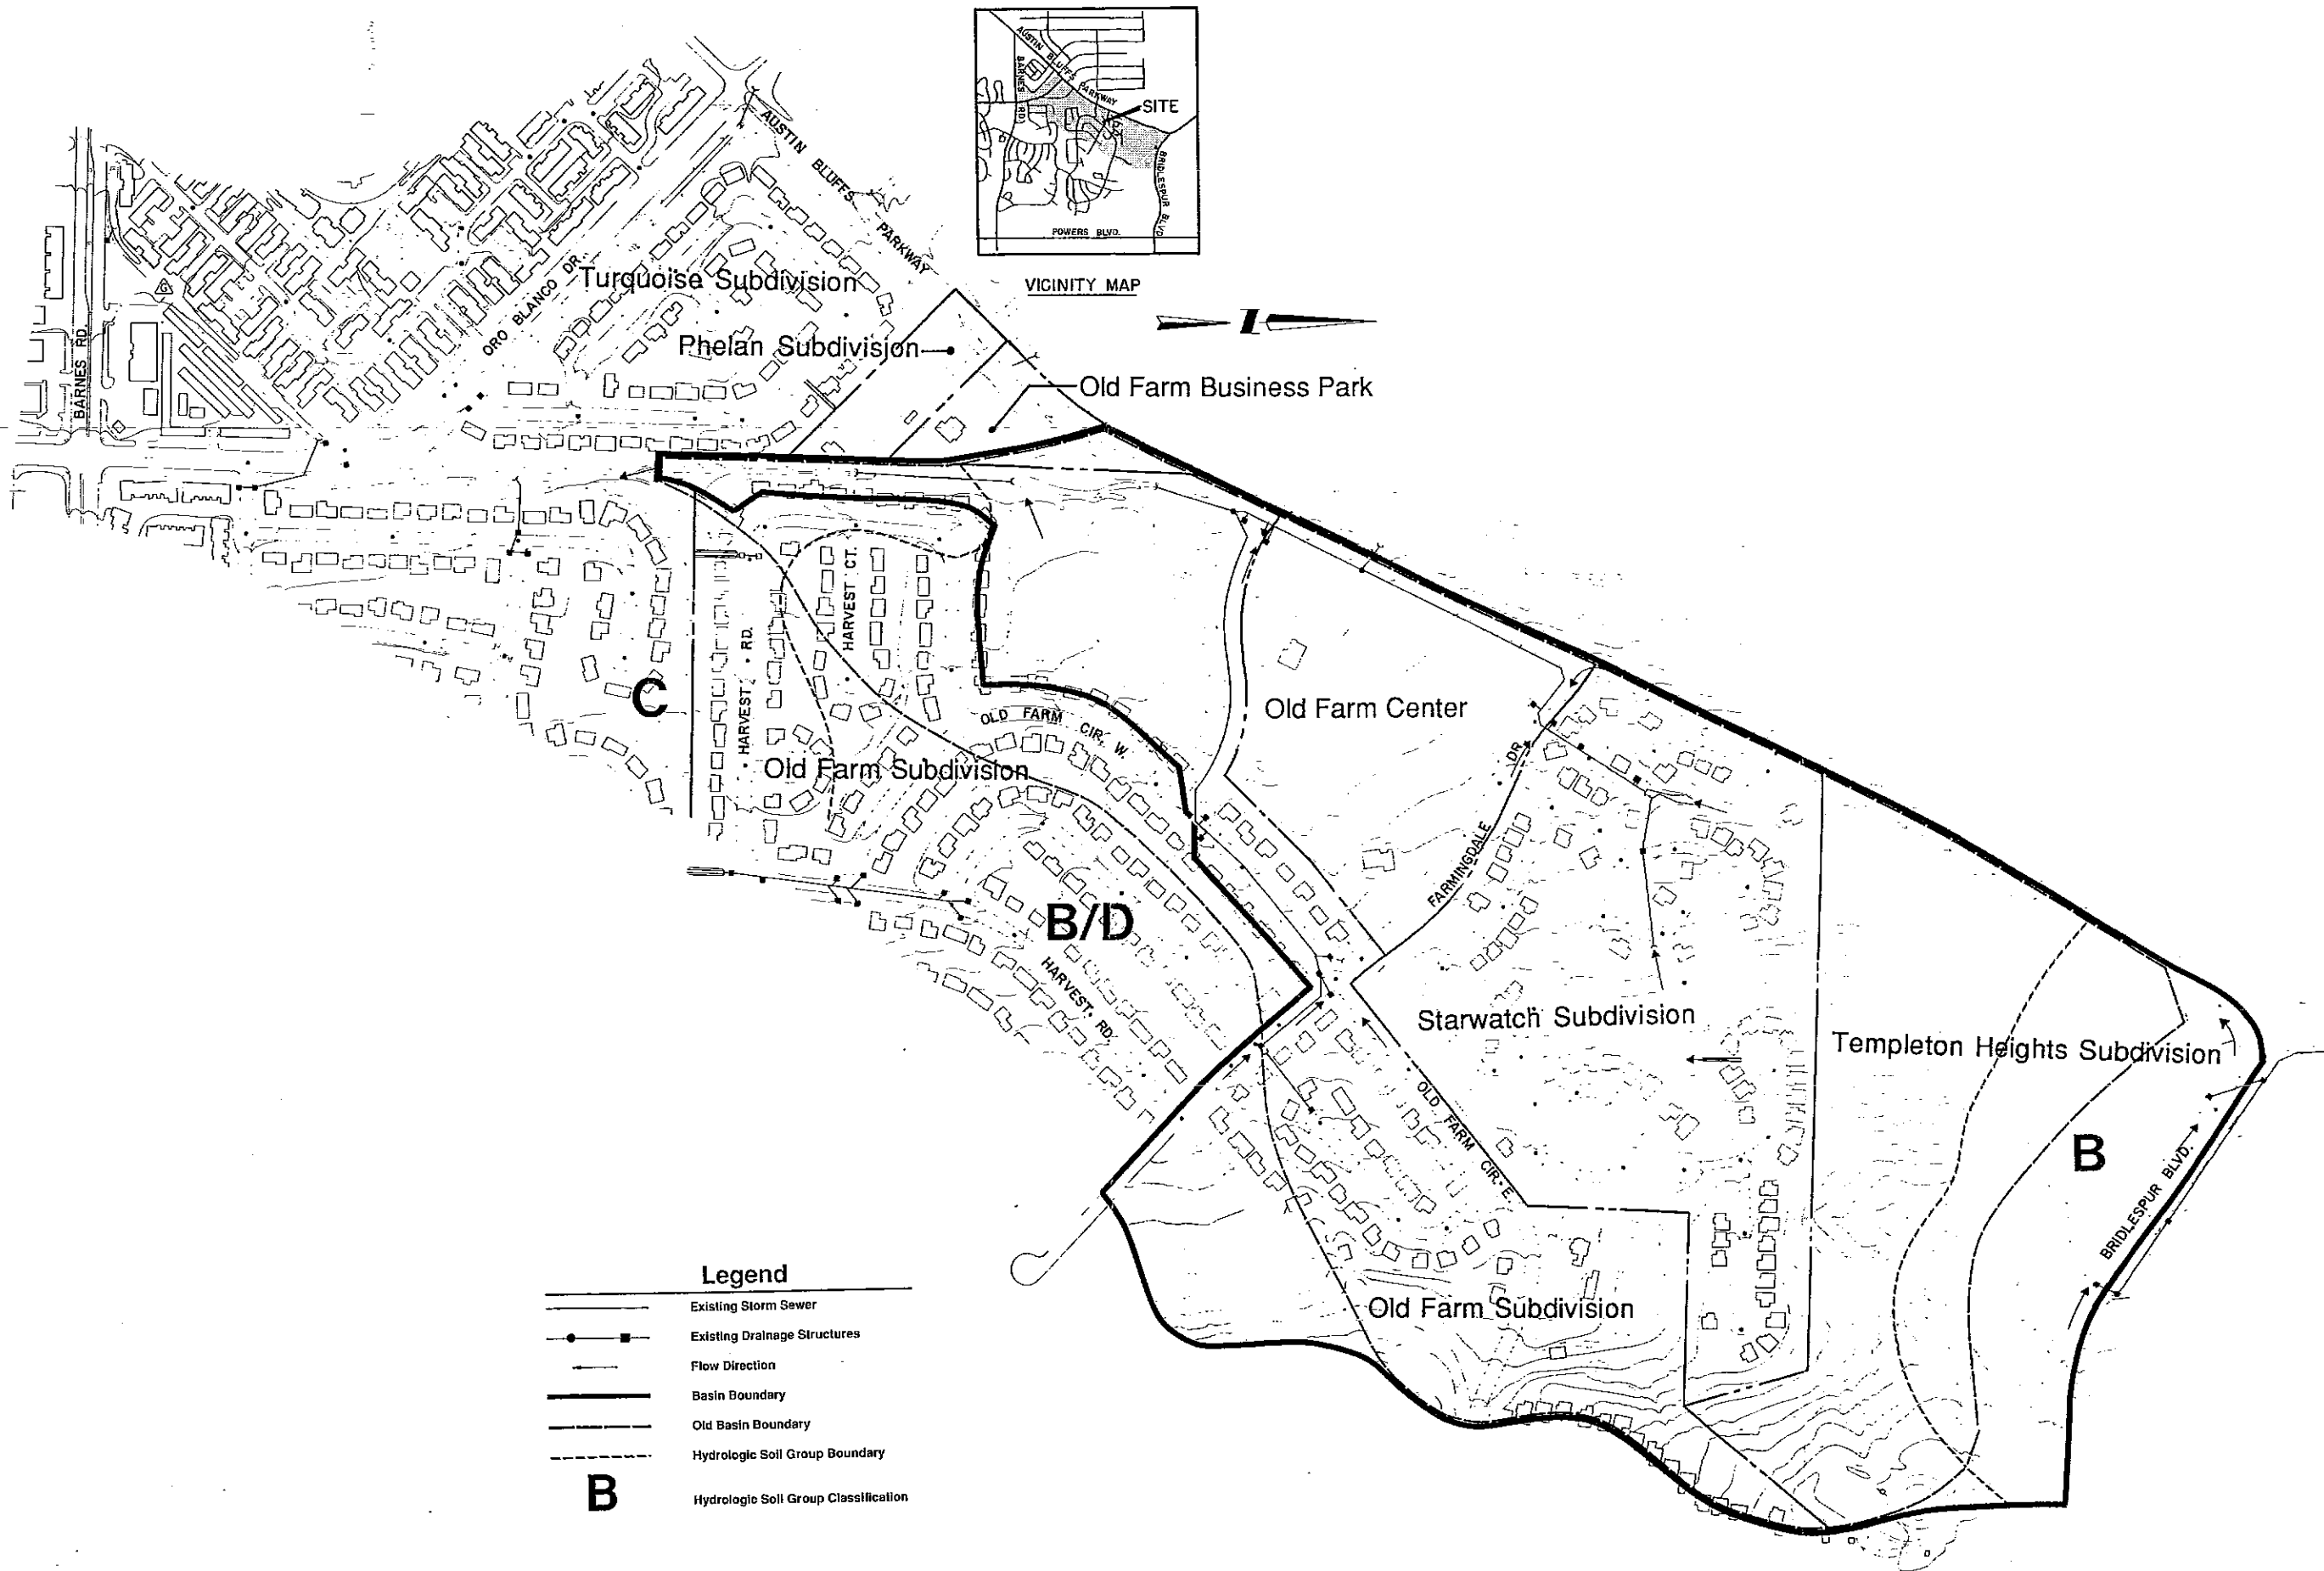 AUSTIN BLUFFS PARKWAY
BARNES RD.
SITE
BRIDLESPUR BLVD
POWERS BLVD.
VICINITY MAP
Z
AUSTIN BLUFFS PARKWAY
BARNES RD.
G
ORO BLANCO DR.
Turquoise Subdivision
Phelan Subdivision
Old Farm Business Park
C
HARVEST RD.
HARVEST CT.
OLD FARM CIR. W.
Old Farm Subdivision
Old Farm Center
FARMINGDALE DR.
B/D
HARVEST RD.
Starwatch Subdivision
Templeton Heights Subdivision
OLD FARM CIR. E.
B
BRIDLESPUR BLVD.
Old Farm Subdivision
Legend
Existing Storm Sewer
Existing Drainage Structures
Flow Direction
Basin Boundary
Old Basin Boundary
Hydrologic Soil Group Boundary
B
Hydrologic Soil Group Classification